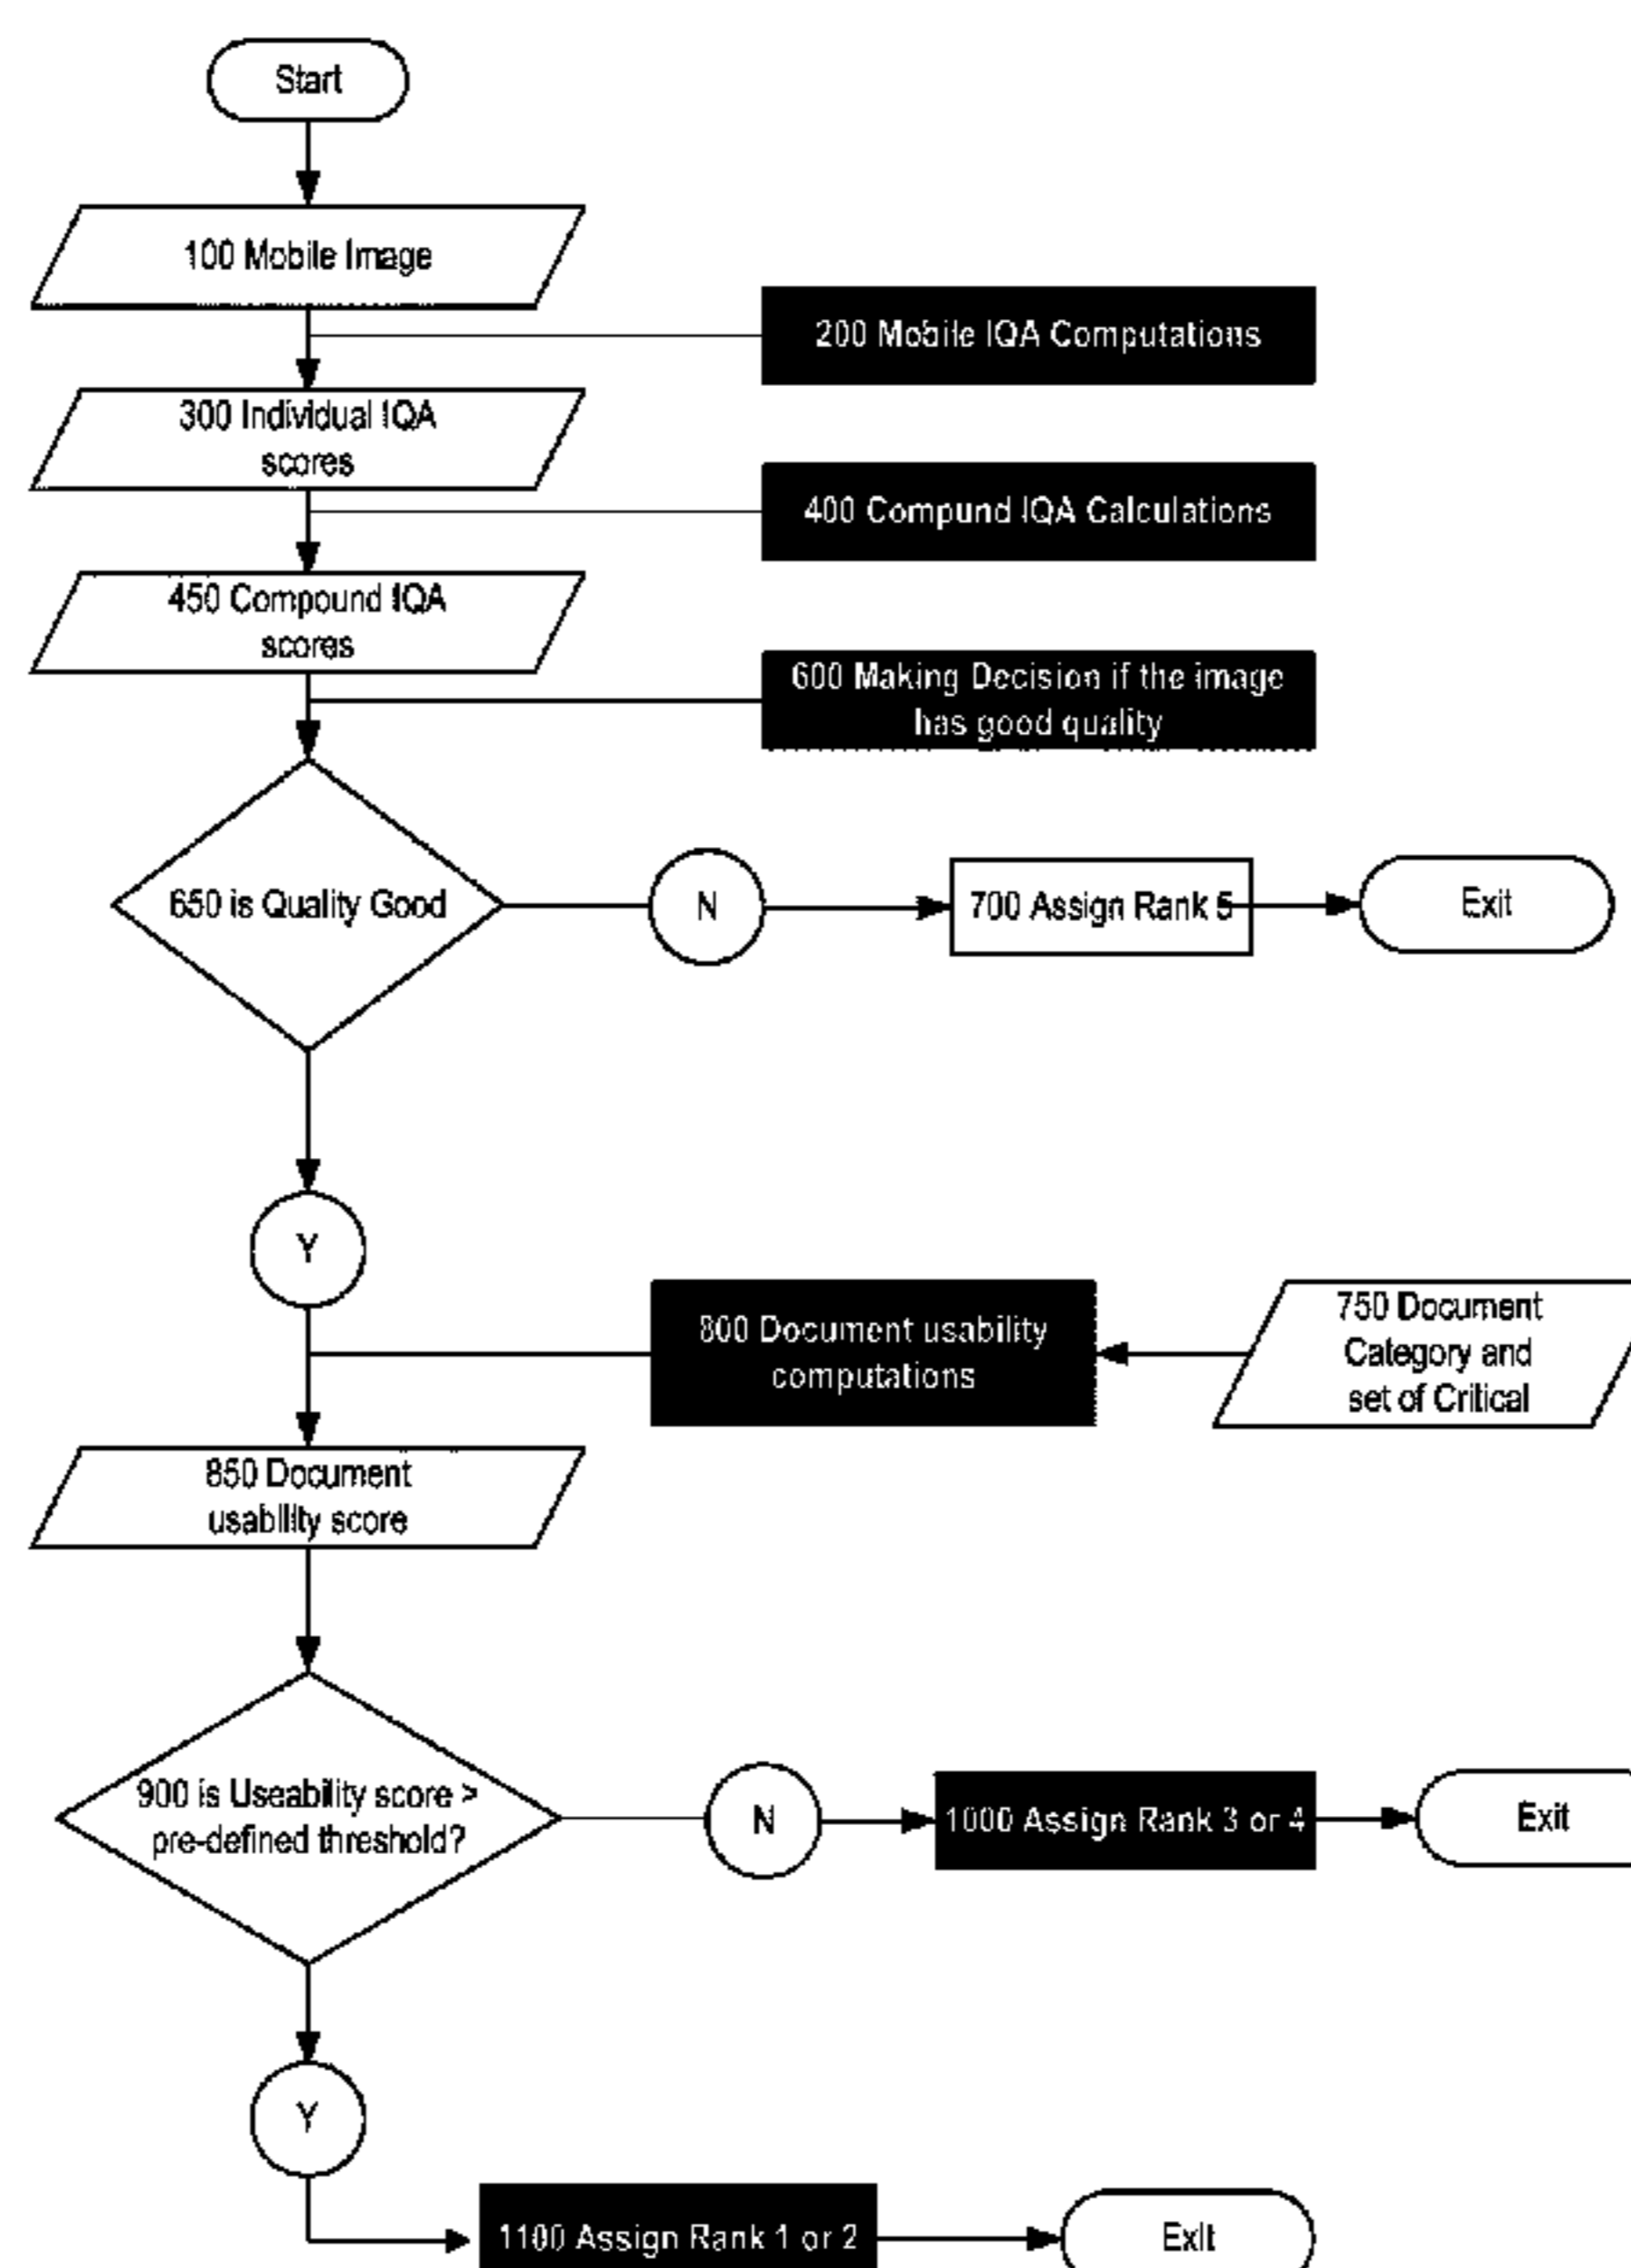 Start
100 Mobile Image
200 Mobile IQA Computations
300 Individual IQA
scores
400 Compund IQA Calculations
450 Compound IQA
scores
600 Making Decision if the image
has good quality
650 is Quality Good
N
700 Assign Rank 5
Exit
Y
800 Document usability
computations
750 Document
Category and
set of Critical
850 Document
usability score
900 is Useability score >
pre-defined threshold?
N
1000 Assign Rank 3 or 4
Exit
Y
1100 Assign Rank 1 or 2
Exit